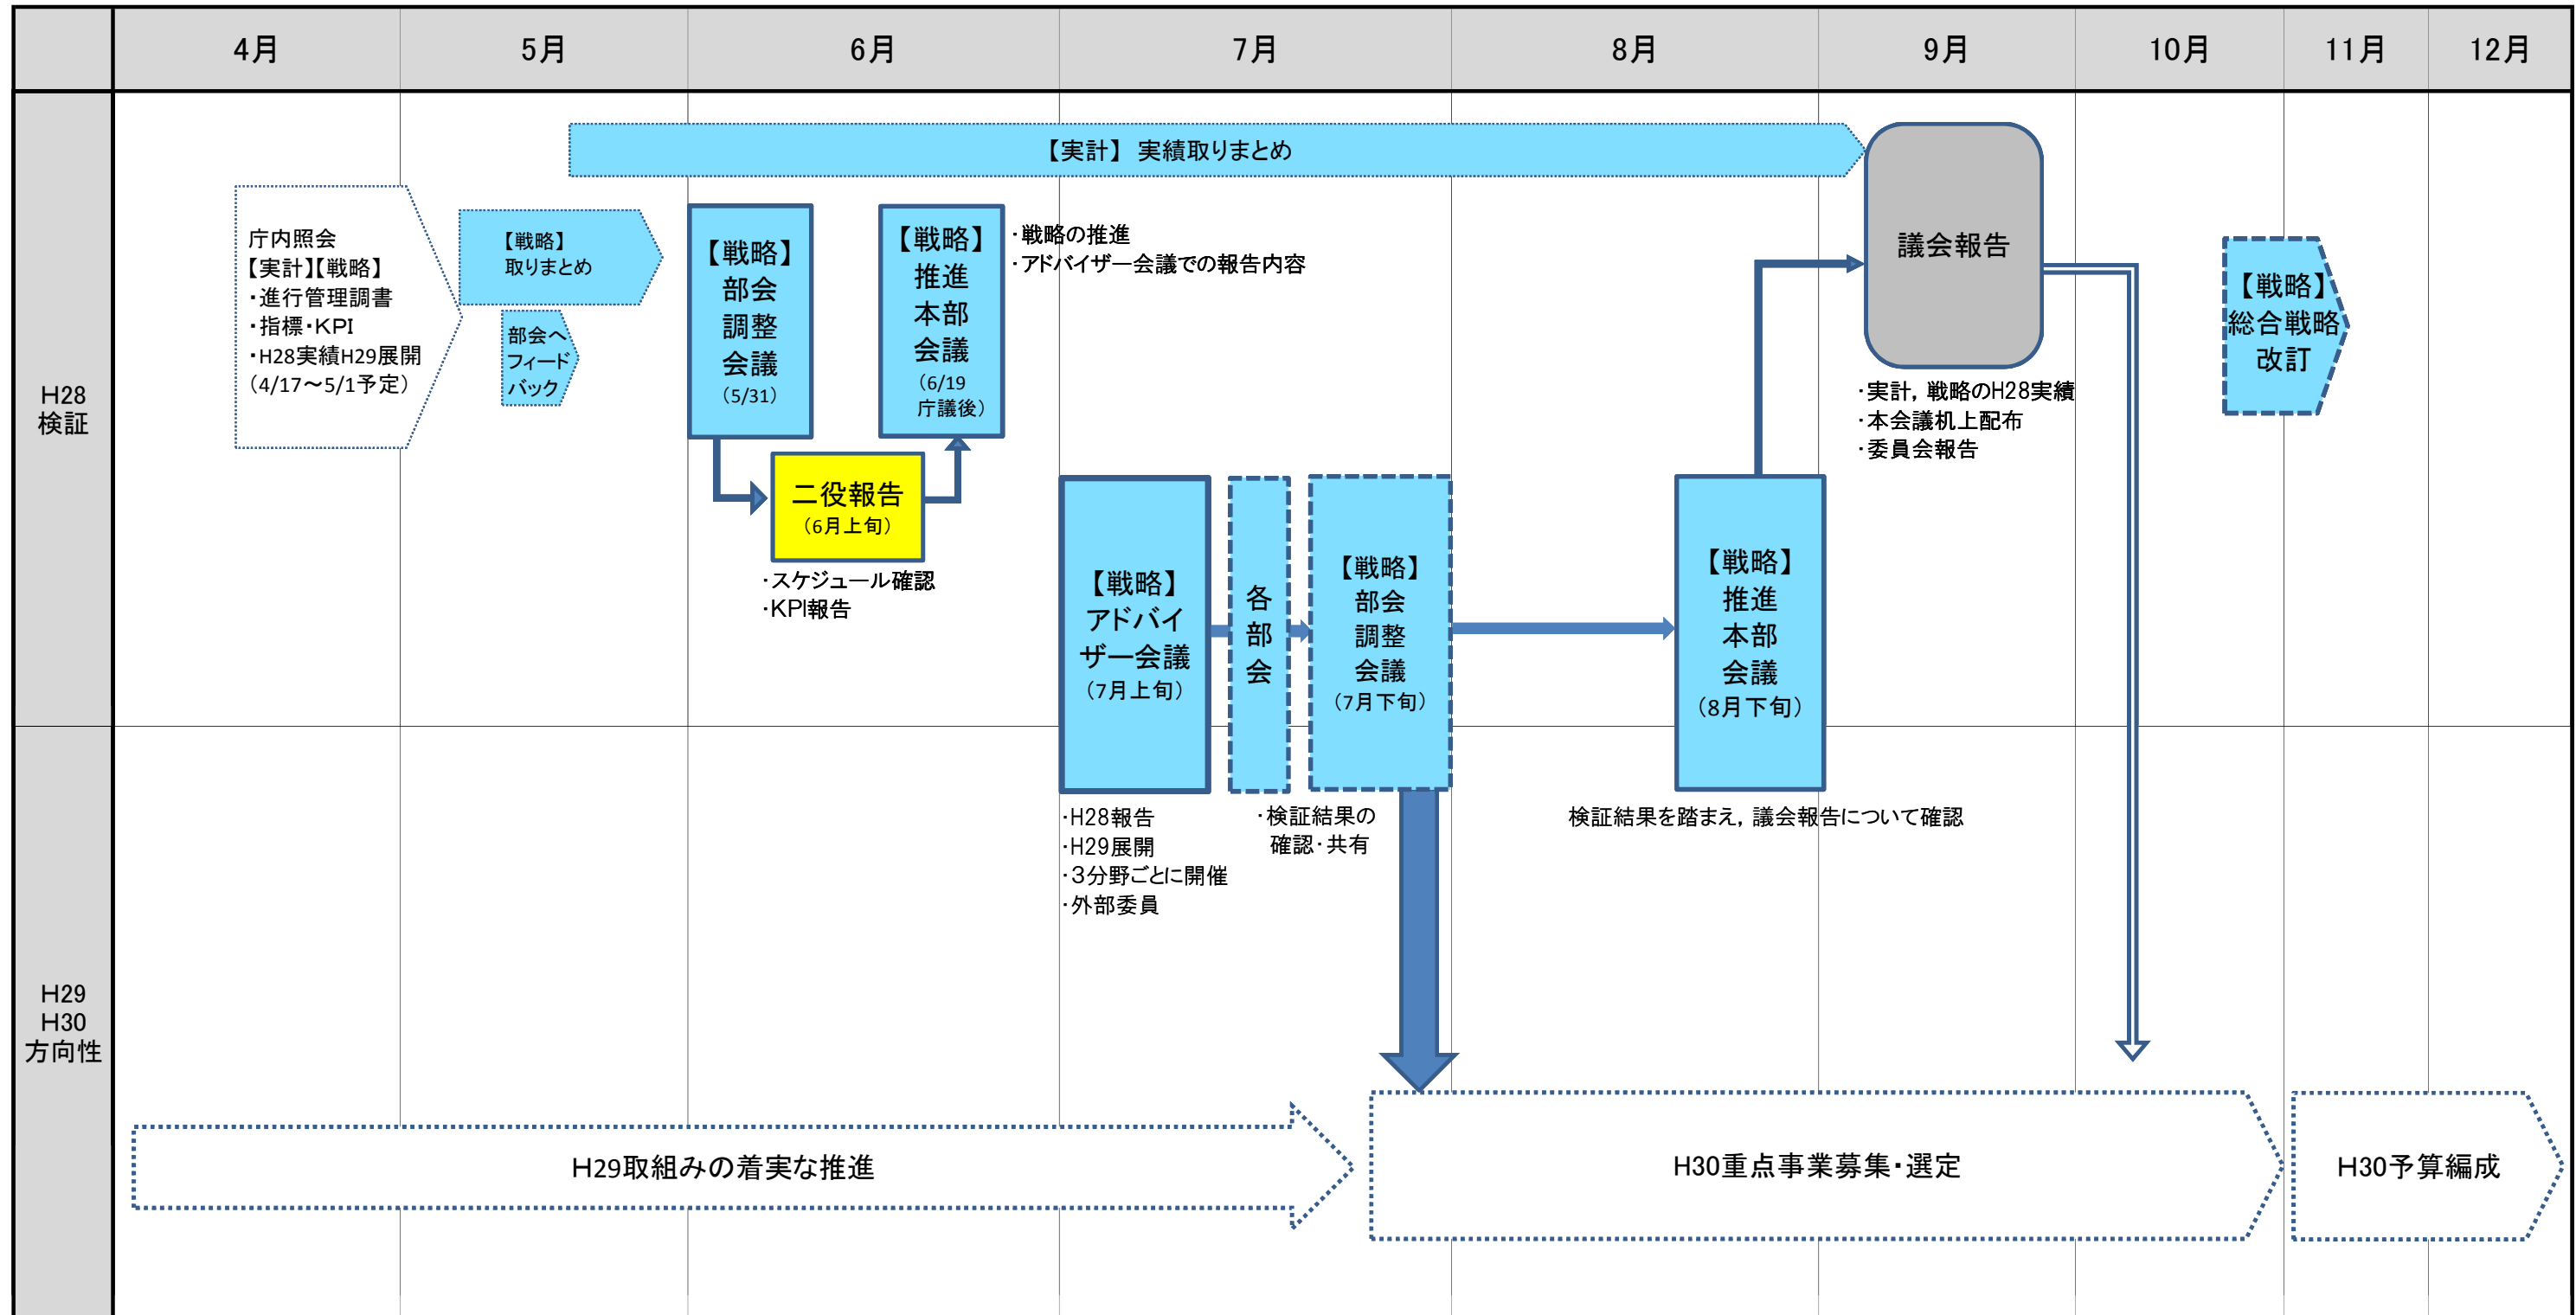 4月
5月
6月
7月
8月
9月
10月
11月
12月
H28
検証
【実計】 実績取りまとめ
庁内照会
【実計】【戦略】
・進行管理調書
・指標・KPI
・H28実績H29展開
（4/17～5/1予定）
【戦略】
取りまとめ
部会へ
フィード
バック
【戦略】
部会
調整
会議
（5/31）
二役報告
（6月上旬）
・スケジュール確認
・KPI報告
【戦略】
推進
本部
会議
（6/19
庁議後）
・戦略の推進
・アドバイザー会議での報告内容
【戦略】
アドバイ
ザー会議
（7月上旬）
・H28報告
・H29展開
・3分野ごとに開催
・外部委員
各
部
会
【戦略】
部会
調整
会議
（7月下旬）
・検証結果の
確認・共有
【戦略】
推進
本部
会議
（8月下旬）
検証結果を踏まえ，議会報告について確認
議会報告
・実計，戦略のH28実績
・本会議机上配布
・委員会報告
【戦略】
総合戦略
改訂
H29
H30
方向性
H29取組みの着実な推進
H30重点事業募集・選定
H30予算編成